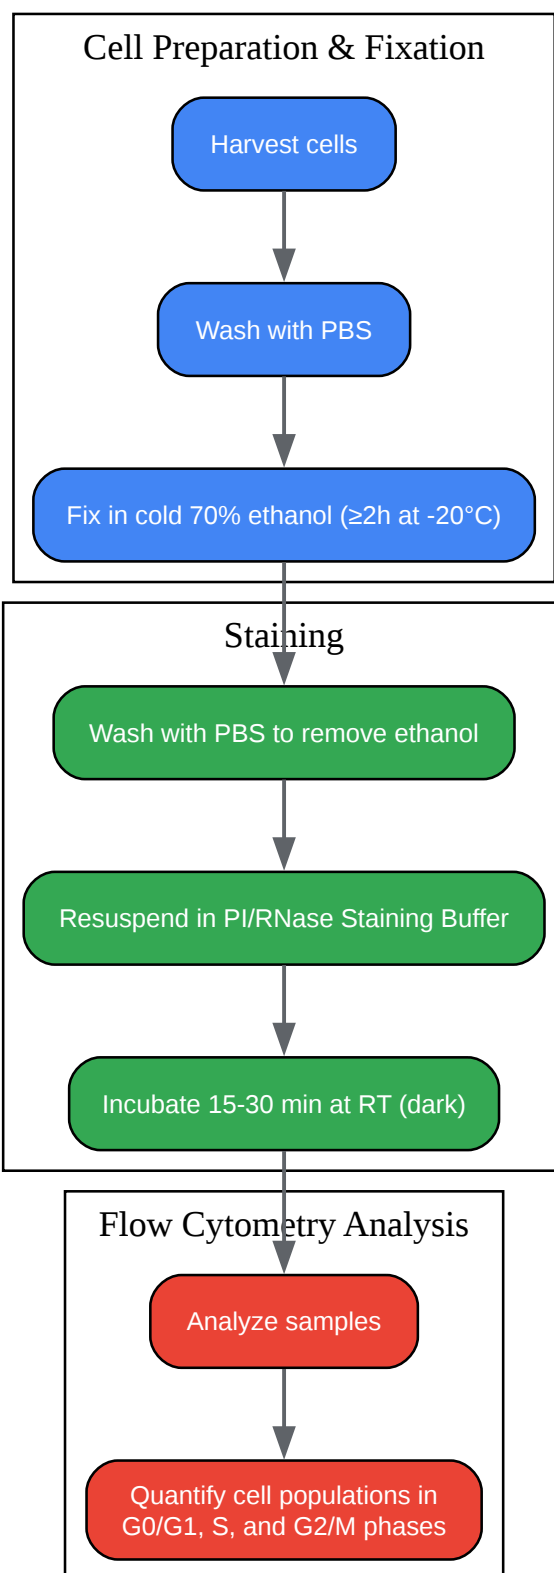 Cell Preparation & Fixation
Harvest cells
Wash with PBS
Fix in cold 70% ethanol (≥2h at -20°C)
Staining
Wash with PBS to remove ethanol
Resuspend in PI/RNase Staining Buffer
Incubate 15-30 min at RT (dark)
Flow Cytometry Analysis
Analyze samples
Quantify cell populations in
G0/G1, S, and G2/M phases